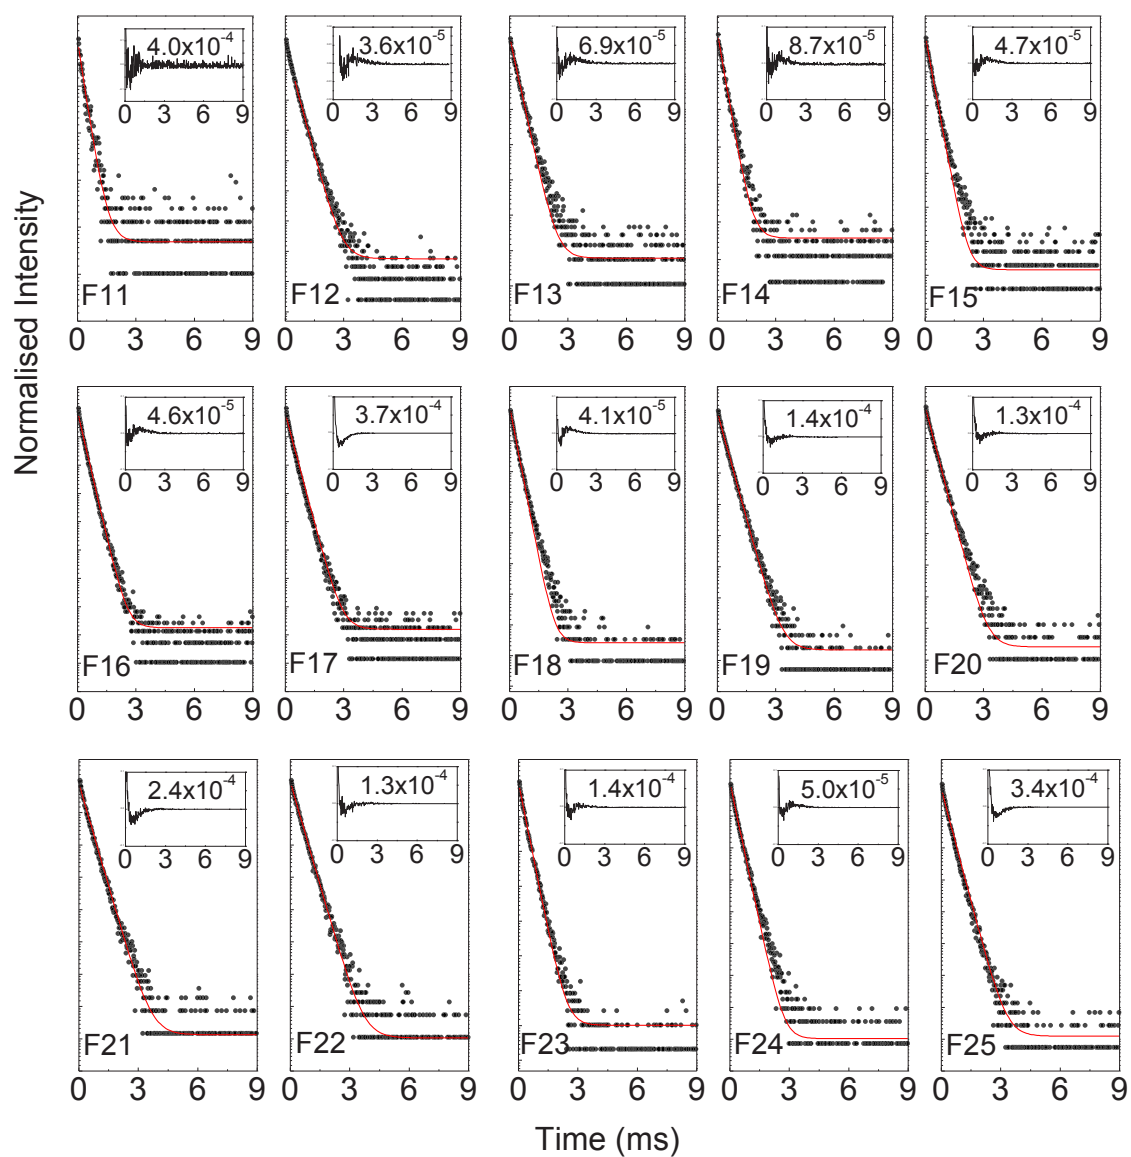 Normalised Intensity
4.0x10⁻⁴
0 3 6 9
F11
0 3 6 9
3.6x10⁻⁵
0 3 6 9
F12
0 3 6 9
6.9x10⁻⁵
0 3 6 9
F13
0 3 6 9
8.7x10⁻⁵
0 3 6 9
F14
0 3 6 9
4.7x10⁻⁵
0 3 6 9
F15
0 3 6 9
4.6x10⁻⁵
0 3 6 9
F16
0 3 6 9
3.7x10⁻⁴
0 3 6 9
F17
0 3 6 9
4.1x10⁻⁵
0 3 6 9
F18
0 3 6 9
1.4x10⁻⁴
0 3 6 9
F19
0 3 6 9
1.3x10⁻⁴
0 3 6 9
F20
0 3 6 9
2.4x10⁻⁴
0 3 6 9
F21
0 3 6 9
1.3x10⁻⁴
0 3 6 9
F22
0 3 6 9
1.4x10⁻⁴
0 3 6 9
F23
0 3 6 9
5.0x10⁻⁵
0 3 6 9
F24
0 3 6 9
3.4x10⁻⁴
0 3 6 9
F25
0 3 6 9
Time (ms)